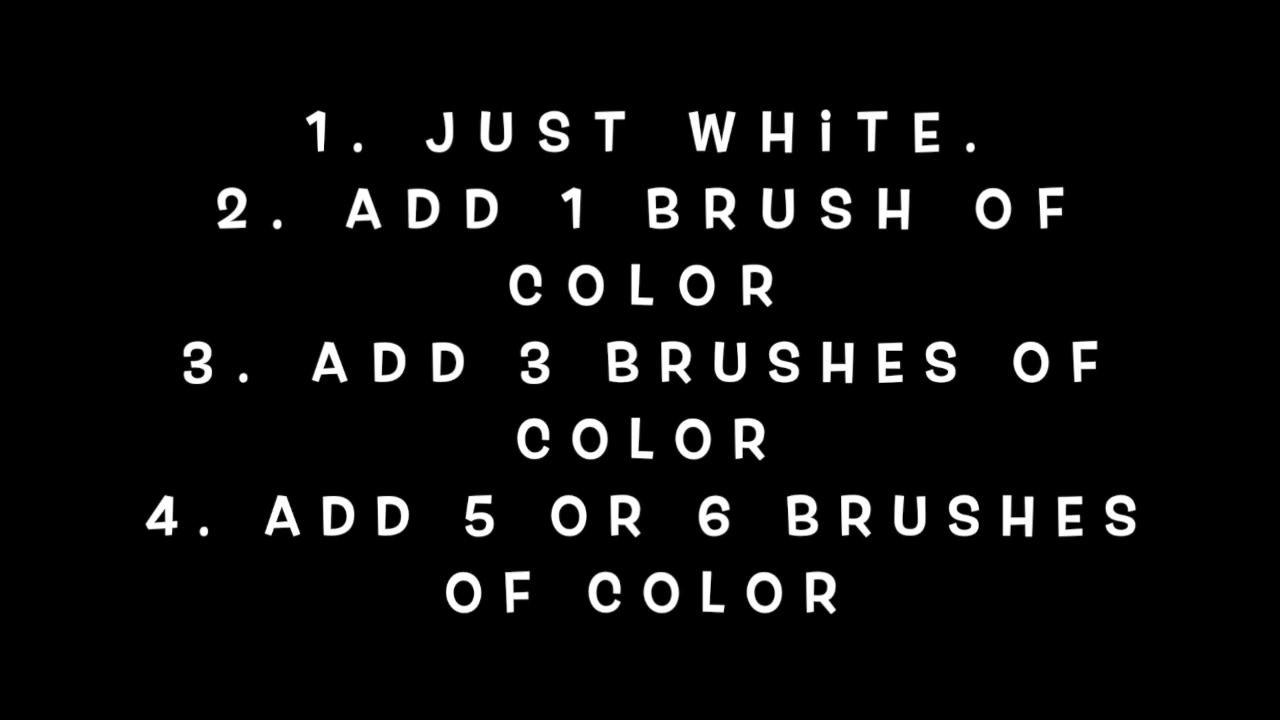 1. JUST WHiTE.
2. ADD 1 BRUSH OF
COLOR
3. ADD 3 BRUSHES OF
COLOR
4. ADD 5 OR 6 BRUSHES
OF COLOR